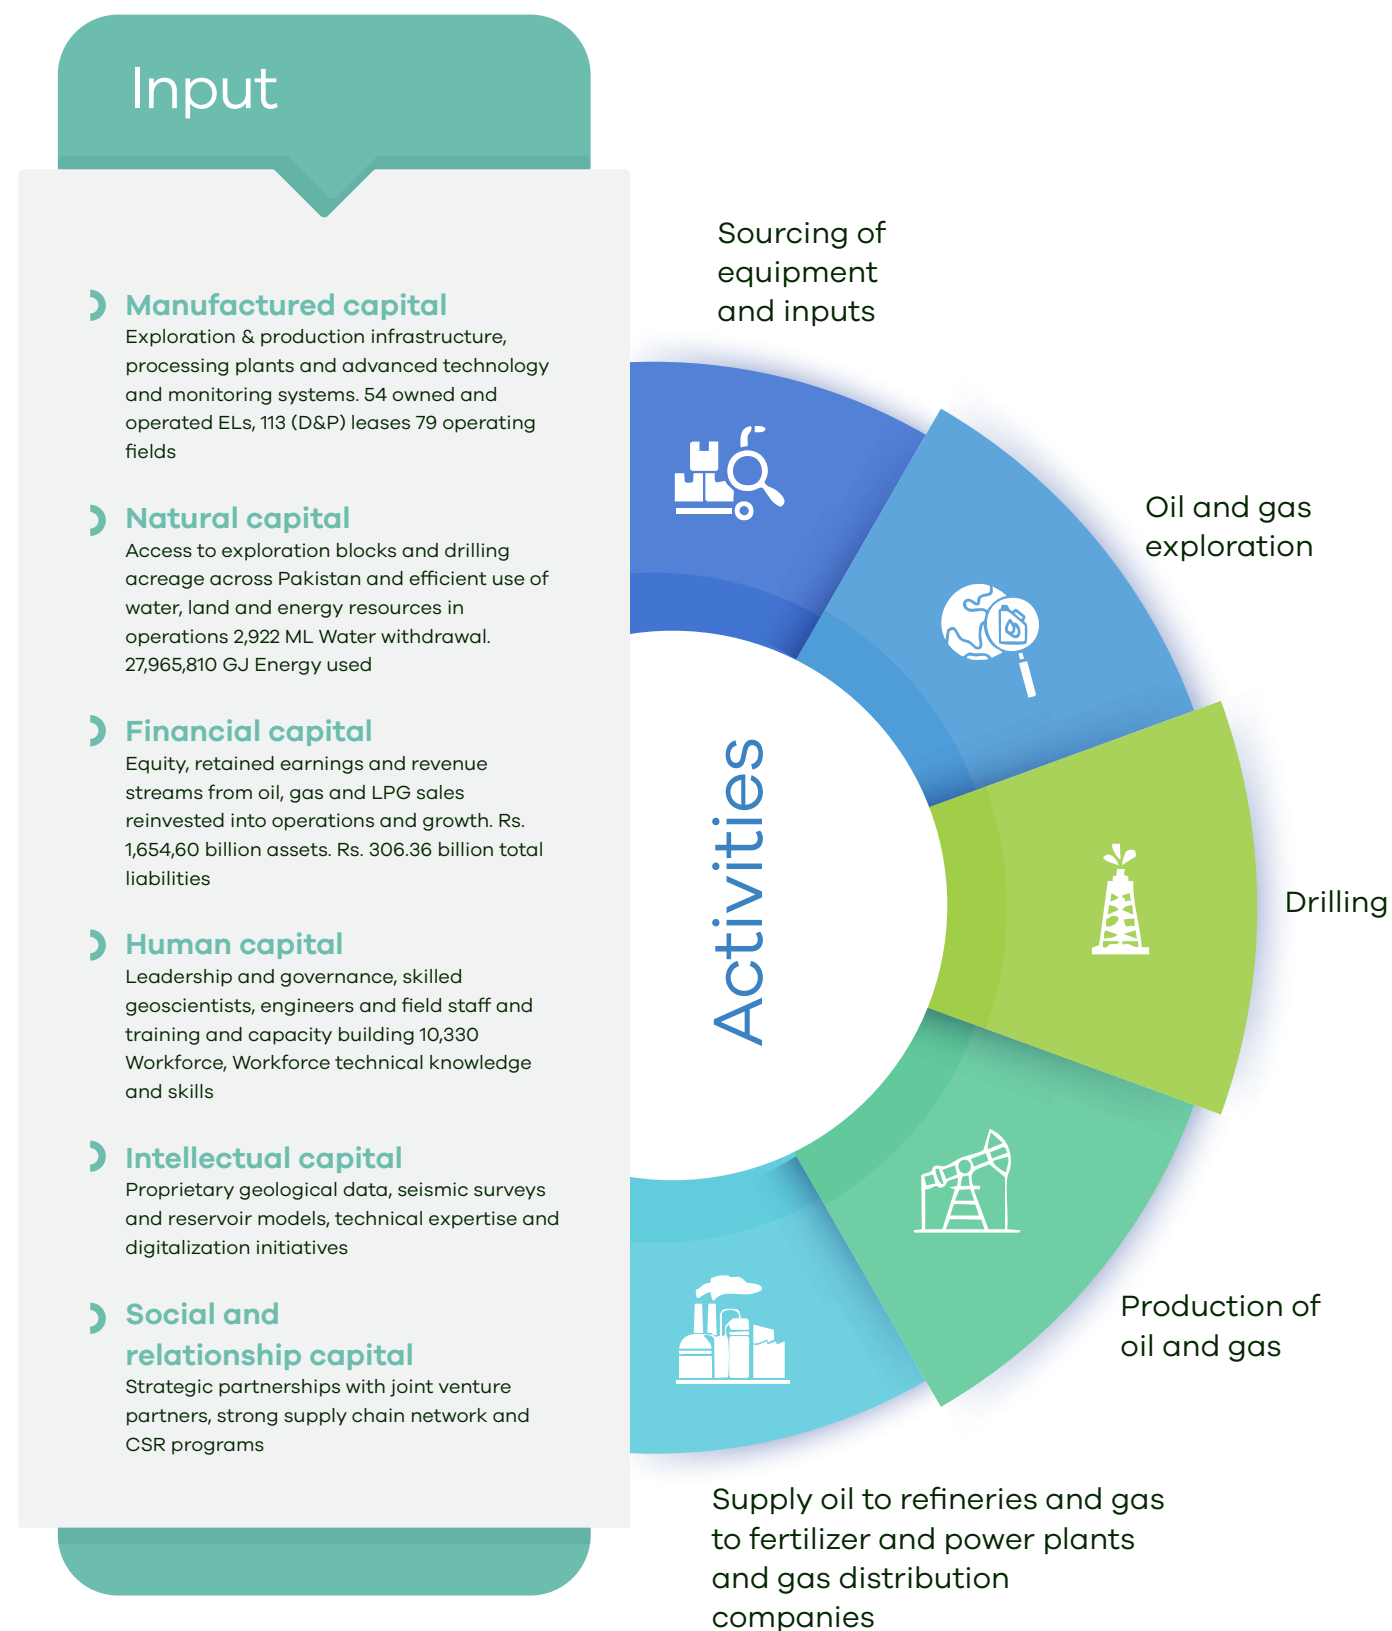 Input
Manufactured capital
Exploration & production infrastructure,
processing plants and advanced technology
and monitoring systems. 54 owned and
operated ELs, 113 (D&P) leases 79 operating
fields
Natural capital
Access to exploration blocks and drilling
acreage across Pakistan and efficient use of
water, land and energy resources in
operations 2,922 ML Water withdrawal.
27,965,810 GJ Energy used
Financial capital
Equity, retained earnings and revenue
streams from oil, gas and LPG sales
reinvested into operations and growth. Rs.
1,654,60 billion assets. Rs. 306.36 billion total
liabilities
Human capital
Leadership and governance, skilled
geoscientists, engineers and field staff and
training and capacity building 10,330
Workforce, Workforce technical knowledge
and skills
Intellectual capital
Proprietary geological data, seismic surveys
and reservoir models, technical expertise and
digitalization initiatives
Social and
relationship capital
Strategic partnerships with joint venture
partners, strong supply chain network and
CSR programs
Activities
Sourcing of
equipment
and inputs
Oil and gas
exploration
Drilling
Production of
oil and gas
Supply oil to refineries and gas
to fertilizer and power plants
and gas distribution
companies